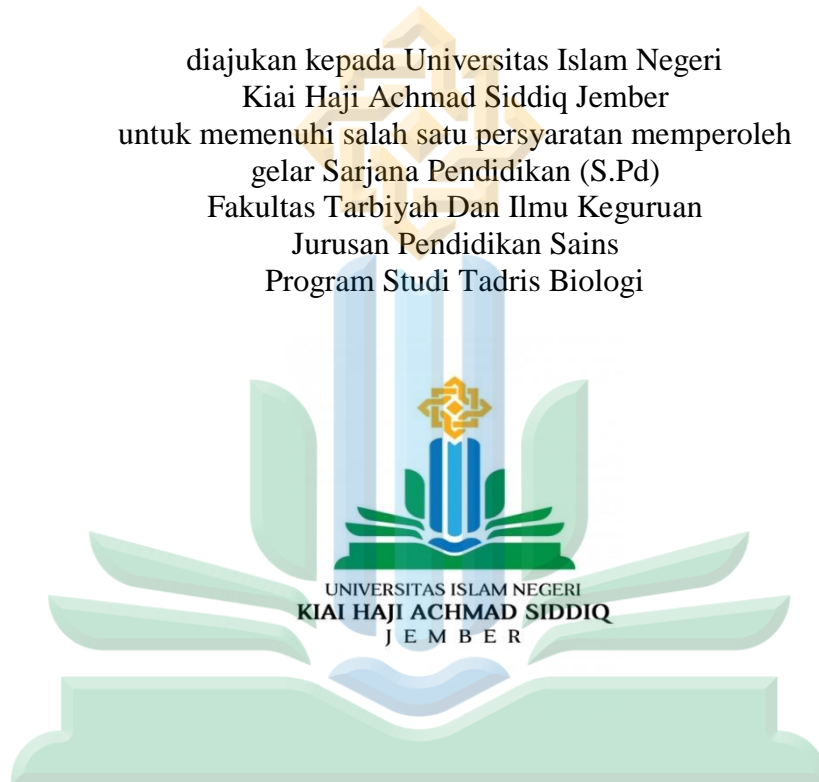 diajukan kepada Universitas Islam Negeri
Kiai Haji Achmad Siddiq Jember
untuk memenuhi salah satu persyaratan memperoleh
gelar Sarjana Pendidikan (S.Pd)
Fakultas Tarbiyah Dan Ilmu Keguruan
Jurusan Pendidikan Sains
Program Studi Tadris Biologi
UNIVERSITAS ISLAM NEGERI
KIAI HAJI ACHMAD SIDDIQ
JEMBER